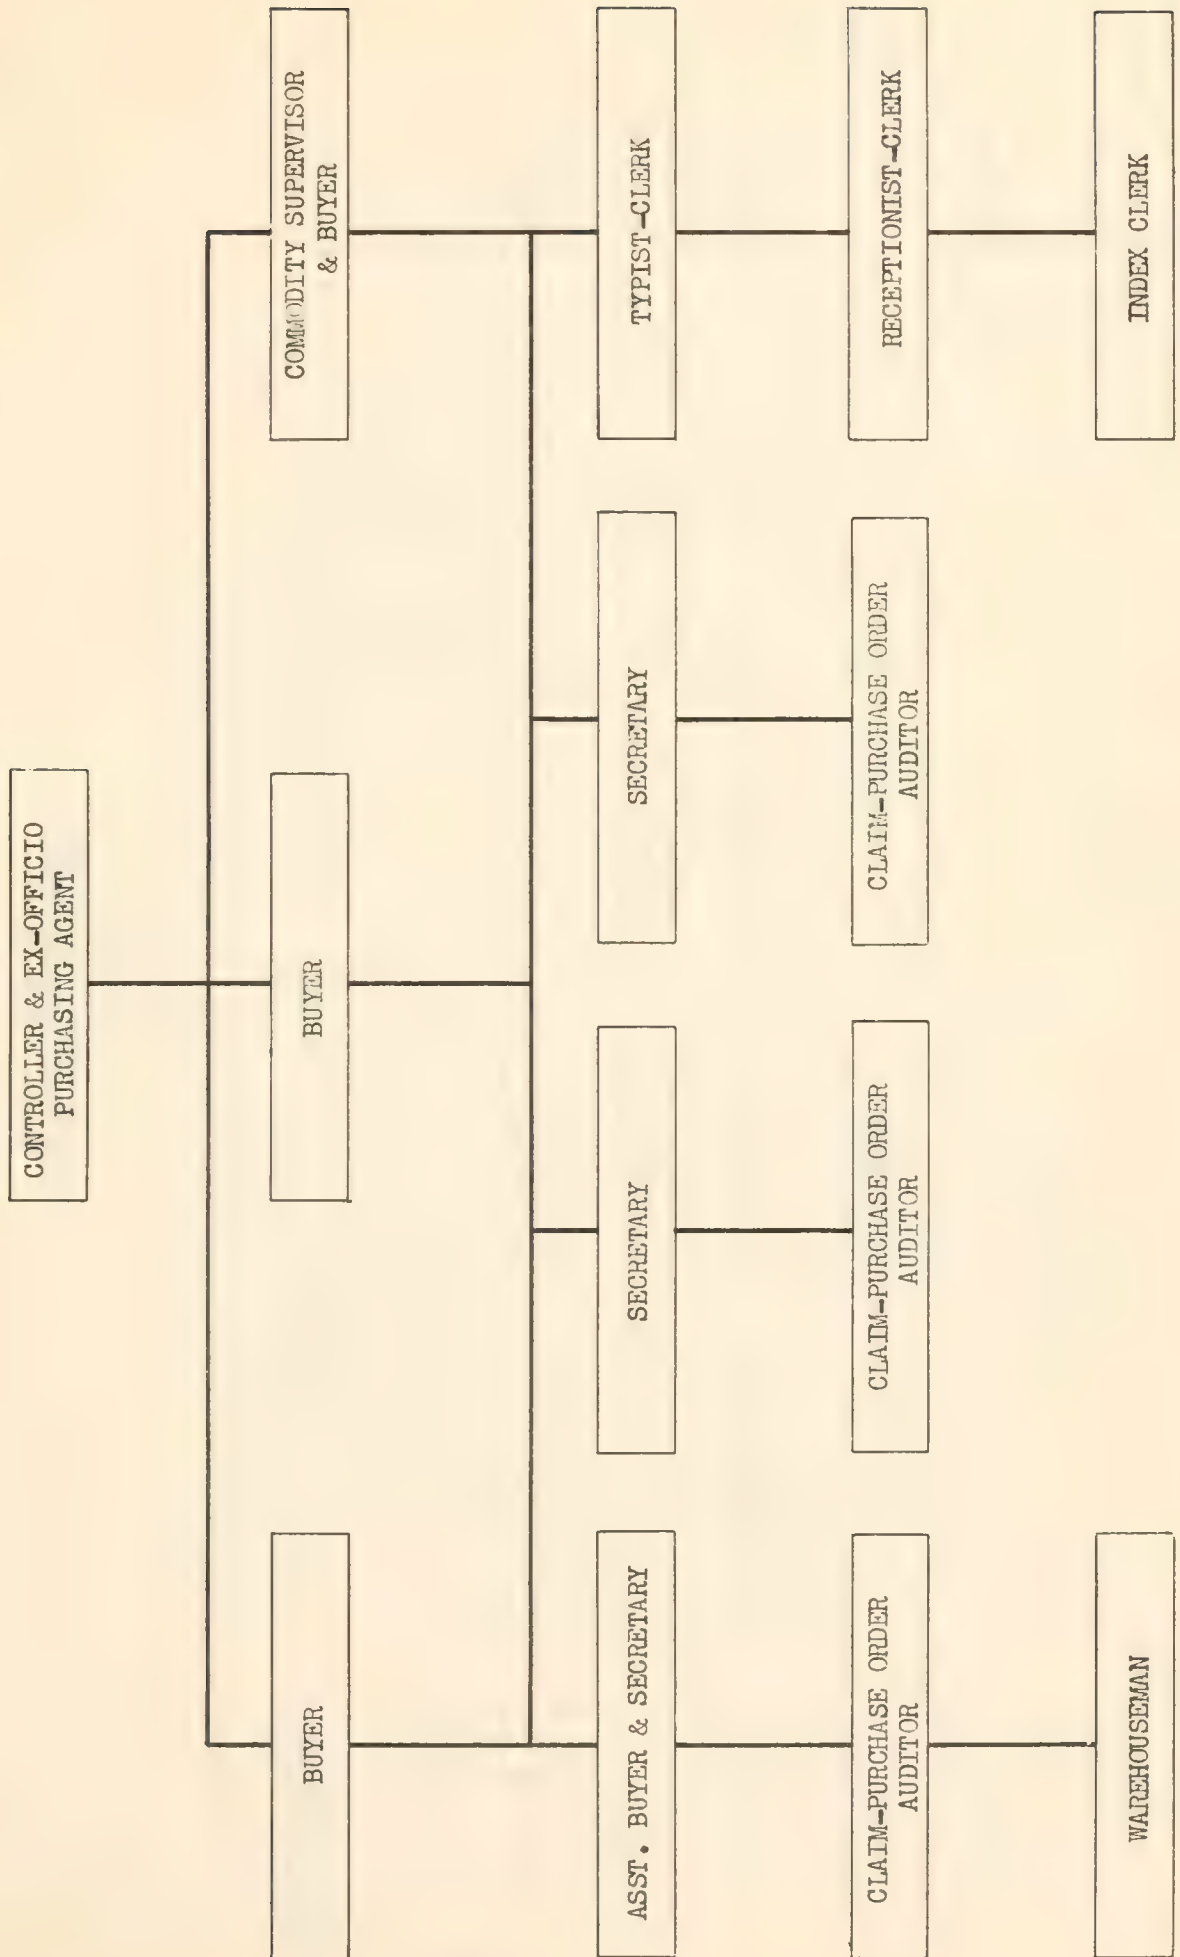 CONTROLLER & EX-OFFICIO
PURCHASING AGENT
BUYER
BUYER
COMMODITY SUPERVISOR
& BUYER
ASST. BUYER & SECRETARY
SECRETARY
SECRETARY
TYPIST-CLERK
CLAIM-PURCHASE ORDER
AUDITOR
CLAIM-PURCHASE ORDER
AUDITOR
CLAIM-PURCHASE ORDER
AUDITOR
RECEPTIONIST-CLERK
WAREHOUSEMAN
INDEX CLERK